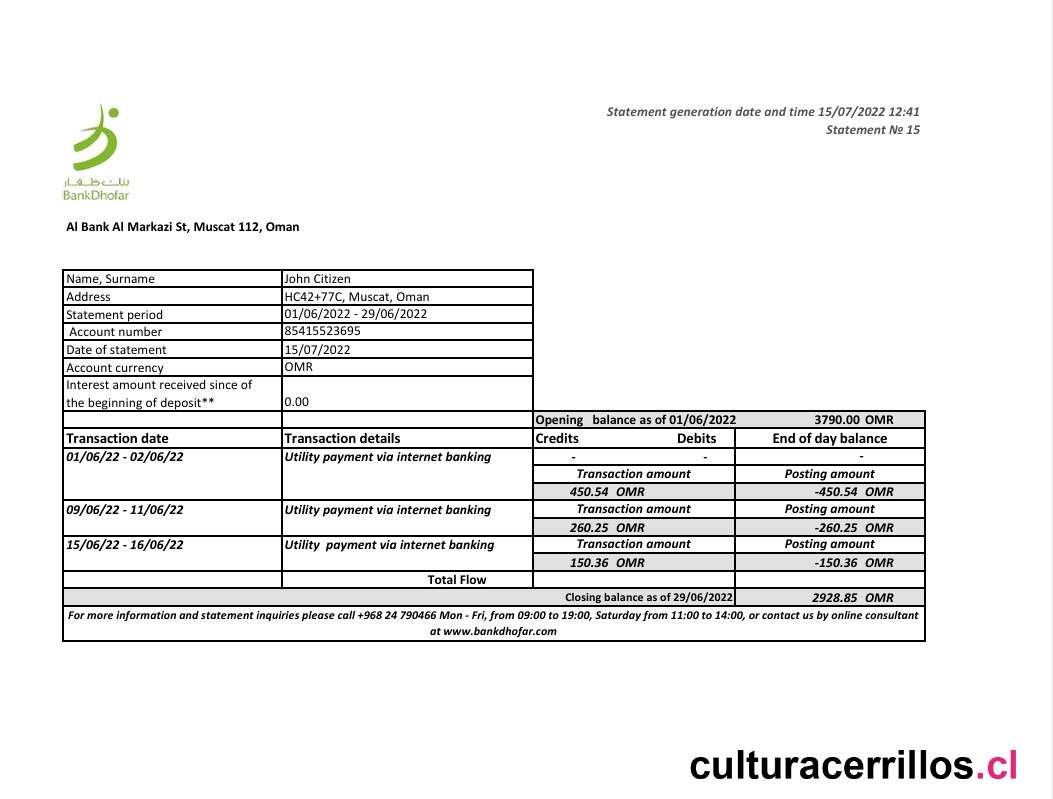 Statement generation date and time 15/07/2022 12:41
Statement № 15
بنك ظفار
BankDhofar
Al Bank Al Markazi St, Muscat 112, Oman
Name, Surname John Citizen
Address HC42+77C, Muscat, Oman
Statement period 01/06/2022 - 29/06/2022
Account number 85415523695
Date of statement 15/07/2022
Account currency OMR
Interest amount received since of
the beginning of deposit** 0.00
Opening balance as of 01/06/2022 3790.00 OMR
Transaction date Transaction details Credits Debits End of day balance
01/06/22 - 02/06/22 Utility payment via internet banking - - -
Transaction amount Posting amount
450.54 OMR -450.54 OMR
09/06/22 - 11/06/22 Utility payment via internet banking Transaction amount Posting amount
260.25 OMR -260.25 OMR
15/06/22 - 16/06/22 Utility payment via internet banking Transaction amount Posting amount
150.36 OMR -150.36 OMR
Total Flow
Closing balance as of 29/06/2022 2928.85 OMR
For more information and statement inquiries please call +968 24 790466 Mon - Fri, from 09:00 to 19:00, Saturday from 11:00 to 14:00, or contact us by online consultant
at www.bankdhofar.com
culturacerrillos.cl